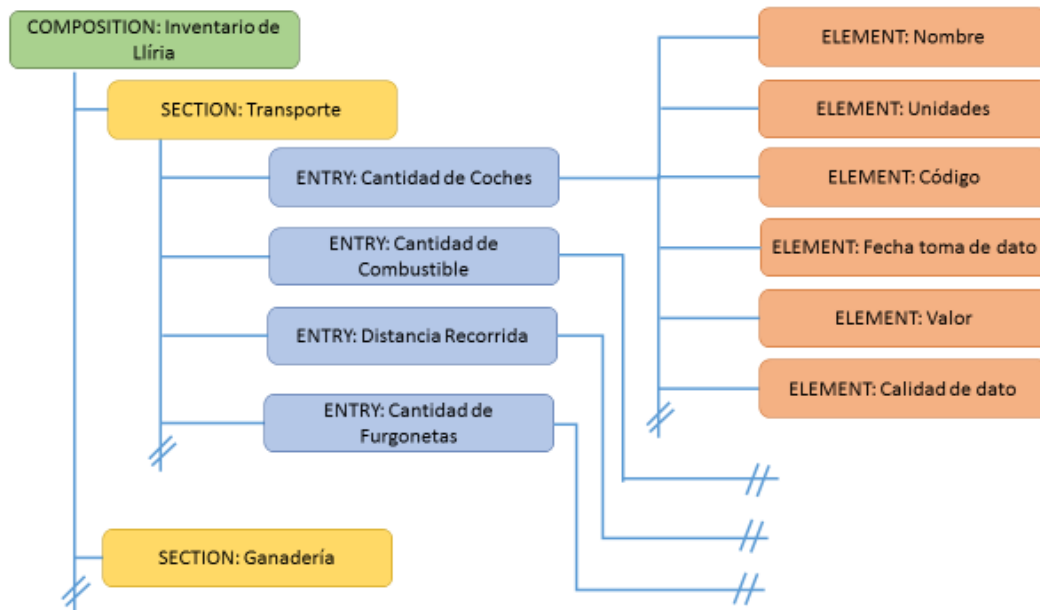 COMPOSITION: Inventario de
Llíria
SECTION: Transporte
ENTRY: Cantidad de Coches
ENTRY: Cantidad de
Combustible
ENTRY: Distancia Recorrida
ENTRY: Cantidad de
Furgonetas
SECTION: Ganadería
ELEMENT: Nombre
ELEMENT: Unidades
ELEMENT: Código
ELEMENT: Fecha toma de dato
ELEMENT: Valor
ELEMENT: Calidad de dato